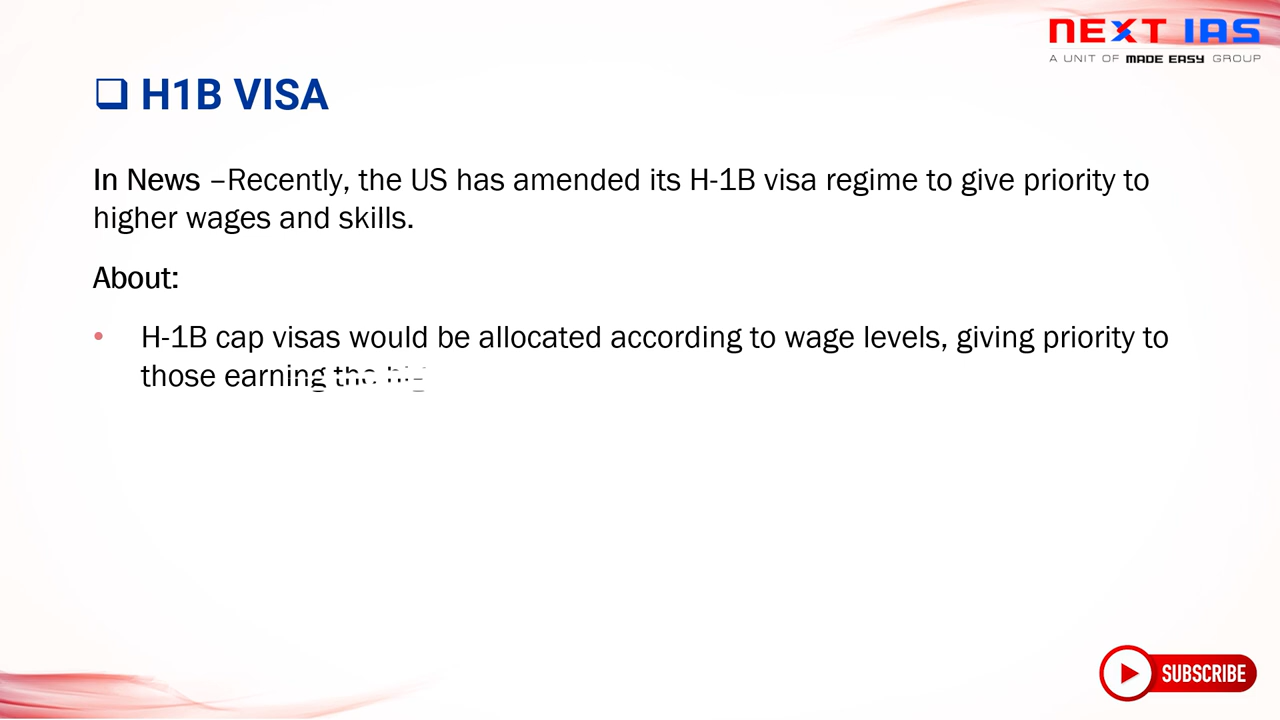 NEXT IAS
A UNIT OF MADE EASY GROUP
H1B VISA
In News –Recently, the US has amended its H-1B visa regime to give priority to
higher wages and skills.
About:
• H-1B cap visas would be allocated according to wage levels, giving priority to
those earning the
SUBSCRIBE